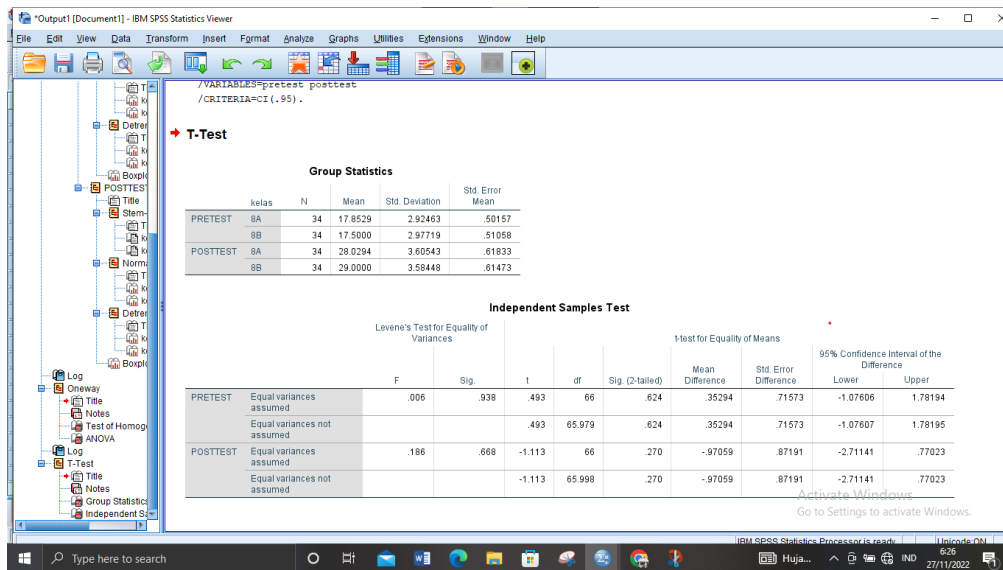 *Output1 [Document1] - IBM SPSS Statistics Viewer
File Edit View Data Transform Insert Format Analyze Graphs Utilities Extensions Window Help
/VARIABLES=pretest posttest
/CRITERIA=CI(.95).
T-Test
Group Statistics
kelas N Mean Std. Deviation Std. Error Mean
PRETEST 8A 34 17.8529 2.92463 .50157
8B 34 17.5000 2.97719 .51058
POSTTEST 8A 34 28.0294 3.60543 .61833
8B 34 29.0000 3.58448 .61473
Independent Samples Test
Levene's Test for Equality of Variances
t-test for Equality of Means
95% Confidence Interval of the Difference
F Sig. t df Sig. (2-tailed) Mean Difference Std. Error Difference Lower Upper
PRETEST Equal variances assumed .006 .938 .493 66 .624 .35294 .71573 -1.07606 1.78194
Equal variances not assumed .493 65.979 .624 .35294 .71573 -1.07607 1.78195
POSTTEST Equal variances assumed .186 .668 -1.113 66 .270 -.97059 .87191 -2.71141 .77023
Equal variances not assumed -1.113 65.998 .270 -.97059 .87191 -2.71141 .77023
Detrer
Boxplo
POSTTES
Title
Stem-
Norma
Detrer
Boxplo
Log
Oneway
Title
Notes
Test of Homog
ANOVA
Log
T-Test
Title
Notes
Group Statistics
Independent Sa
Activate Windows
Go to Settings to activate Windows.
IBM SPSS Statistics Processor is ready
Unicode:ON
Type here to search
Huja...
IND
6:26
27/11/2022